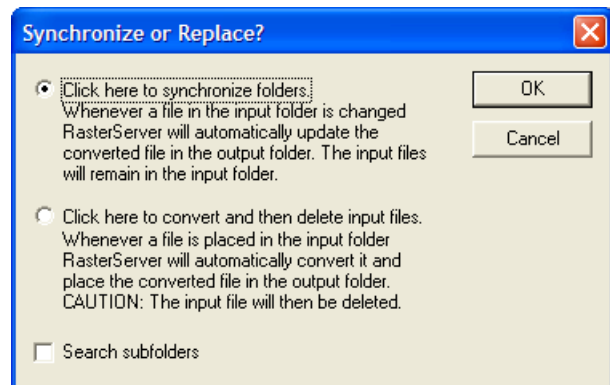 Synchronize or Replace?
Click here to synchronize folders.
Whenever a file in the input folder is changed
RasterServer will automatically update the
converted file in the output folder. The input files
will remain in the input folder.
OK
Cancel
Click here to convert and then delete input files.
Whenever a file is placed in the input folder
RasterServer will automatically convert it and
place the converted file in the output folder.
CAUTION: The input file will then be deleted.
Search subfolders